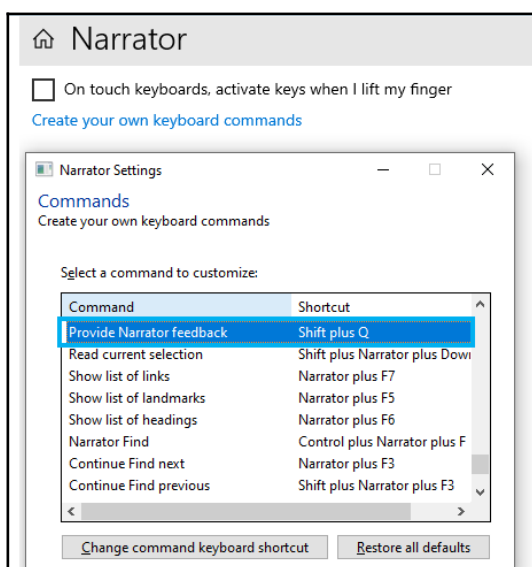 Narrator
On touch keyboards, activate keys when I lift my finger
Create your own keyboard commands
Narrator Settings
Commands
Create your own keyboard commands
Select a command to customize:
Command Shortcut
Provide Narrator feedback Shift plus Q
Read current selection Shift plus Narrator plus Down
Show list of links Narrator plus F7
Show list of landmarks Narrator plus F5
Show list of headings Narrator plus F6
Narrator Find Control plus Narrator plus F
Continue Find next Narrator plus F3
Continue Find previous Shift plus Narrator plus F3
Change command keyboard shortcut Restore all defaults